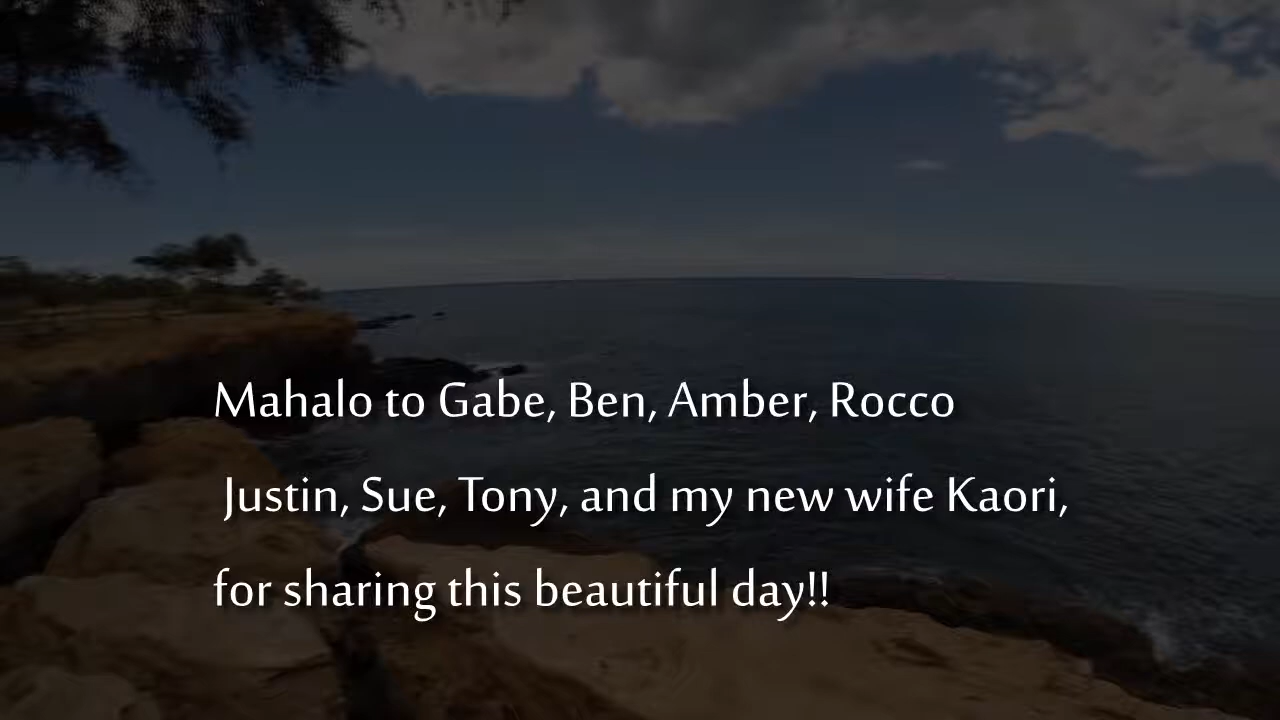 Mahalo to Gabe, Ben, Amber, Rocco
Justin, Sue, Tony, and my new wife Kaori,
for sharing this beautiful day!!